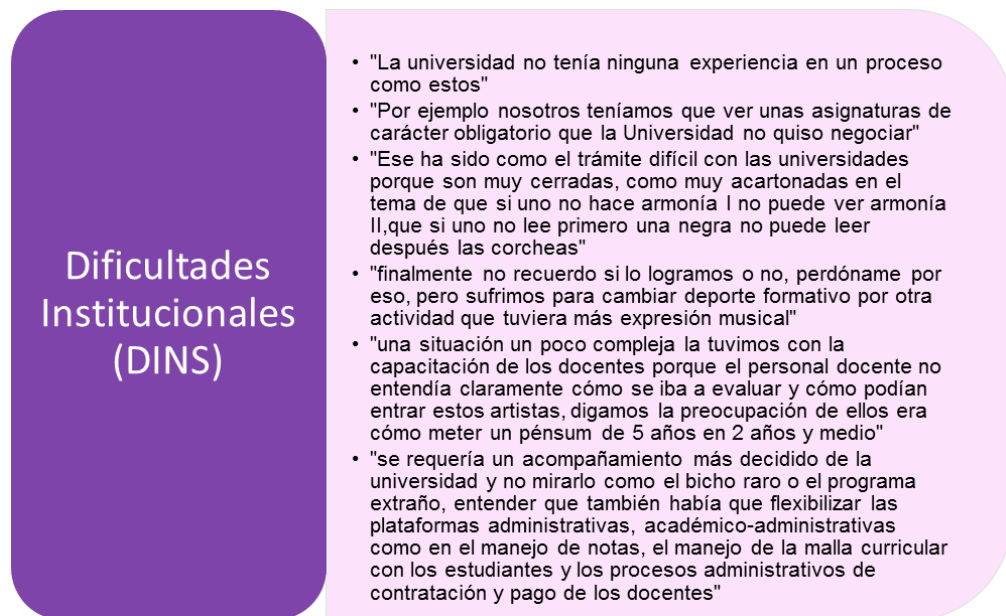 Dificultades
Institucionales
(DINS)
• "La universidad no tenía ninguna experiencia en un proceso
como estos"
• "Por ejemplo nosotros teníamos que ver unas asignaturas de
carácter obligatorio que la Universidad no quiso negociar"
• "Ese ha sido como el trámite difícil con las universidades
porque son muy cerradas, como muy acartonadas en el
tema de que si uno no hace armonía I no puede ver armonía
II,que si uno no lee primero una negra no puede leer
después las corcheas"
• "finalmente no recuerdo si lo logramos o no, perdóname por
eso, pero sufrimos para cambiar deporte formativo por otra
actividad que tuviera más expresión musical"
• "una situación un poco compleja la tuvimos con la
capacitación de los docentes porque el personal docente no
entendía claramente cómo se iba a evaluar y cómo podían
entrar estos artistas, digamos la preocupación de ellos era
cómo meter un pénsum de 5 años en 2 años y medio"
• "se requería un acompañamiento más decidido de la
universidad y no mirarlo como el bicho raro o el programa
extraño, entender que también había que flexibilizar las
plataformas administrativas, académico-administrativas
como en el manejo de notas, el manejo de la malla curricular
con los estudiantes y los procesos administrativos de
contratación y pago de los docentes"